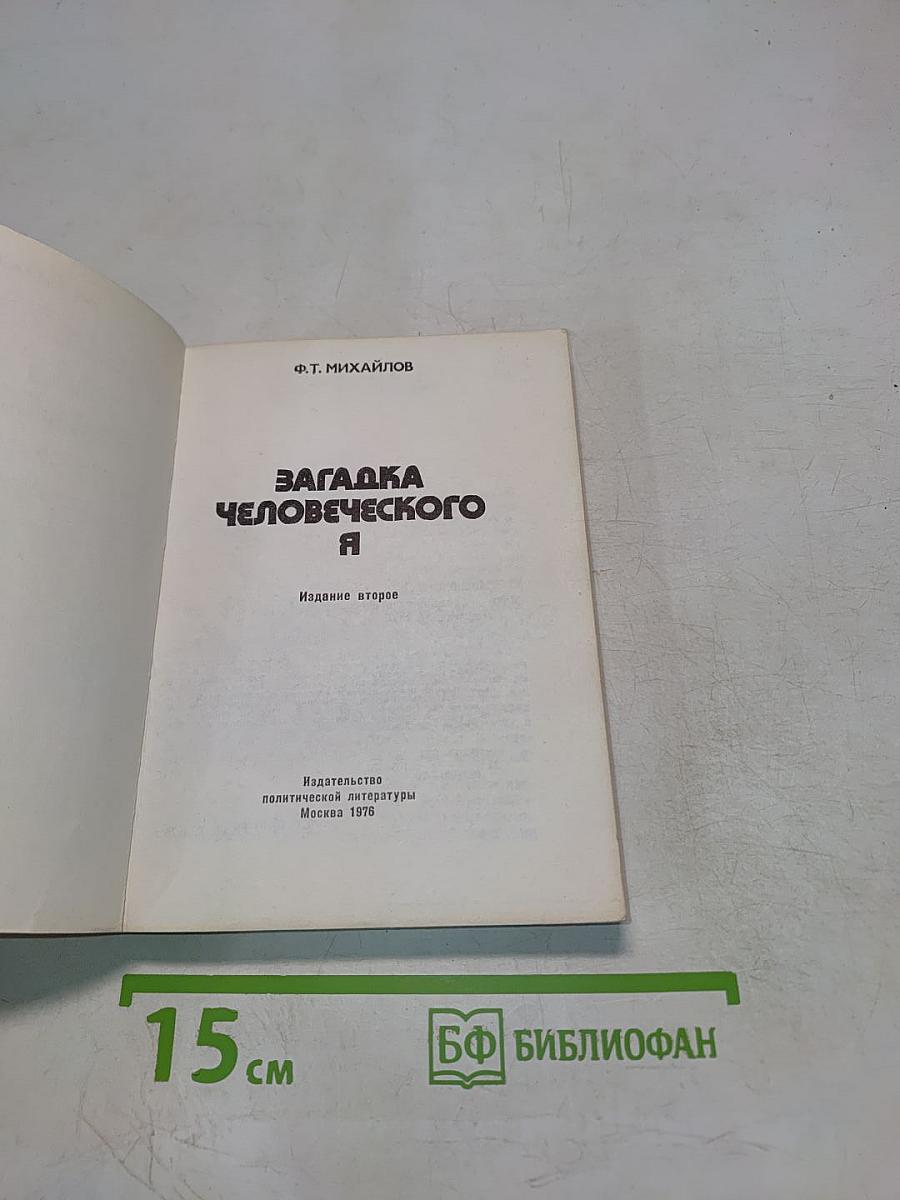 Ф.Т. МИХАЙЛОВ
ЗАГАДКА
ЧЕЛОВЕЧЕСКОГО
Я
Издание второе
Издательство
политической литературы
Москва 1976
15 см
БФ БИБЛИОФАН